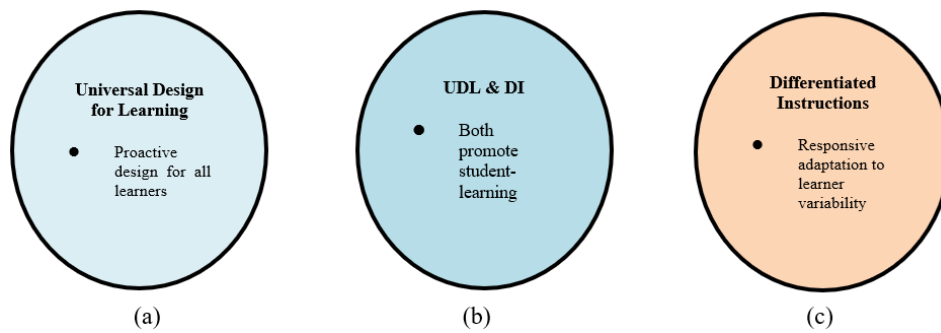 Universal Design
for Learning
● Proactive
design for all
learners
(a)
UDL & DI
● Both
promote
student-
learning
(b)
Differentiated
Instructions
● Responsive
adaptation to
learner
variability
(c)